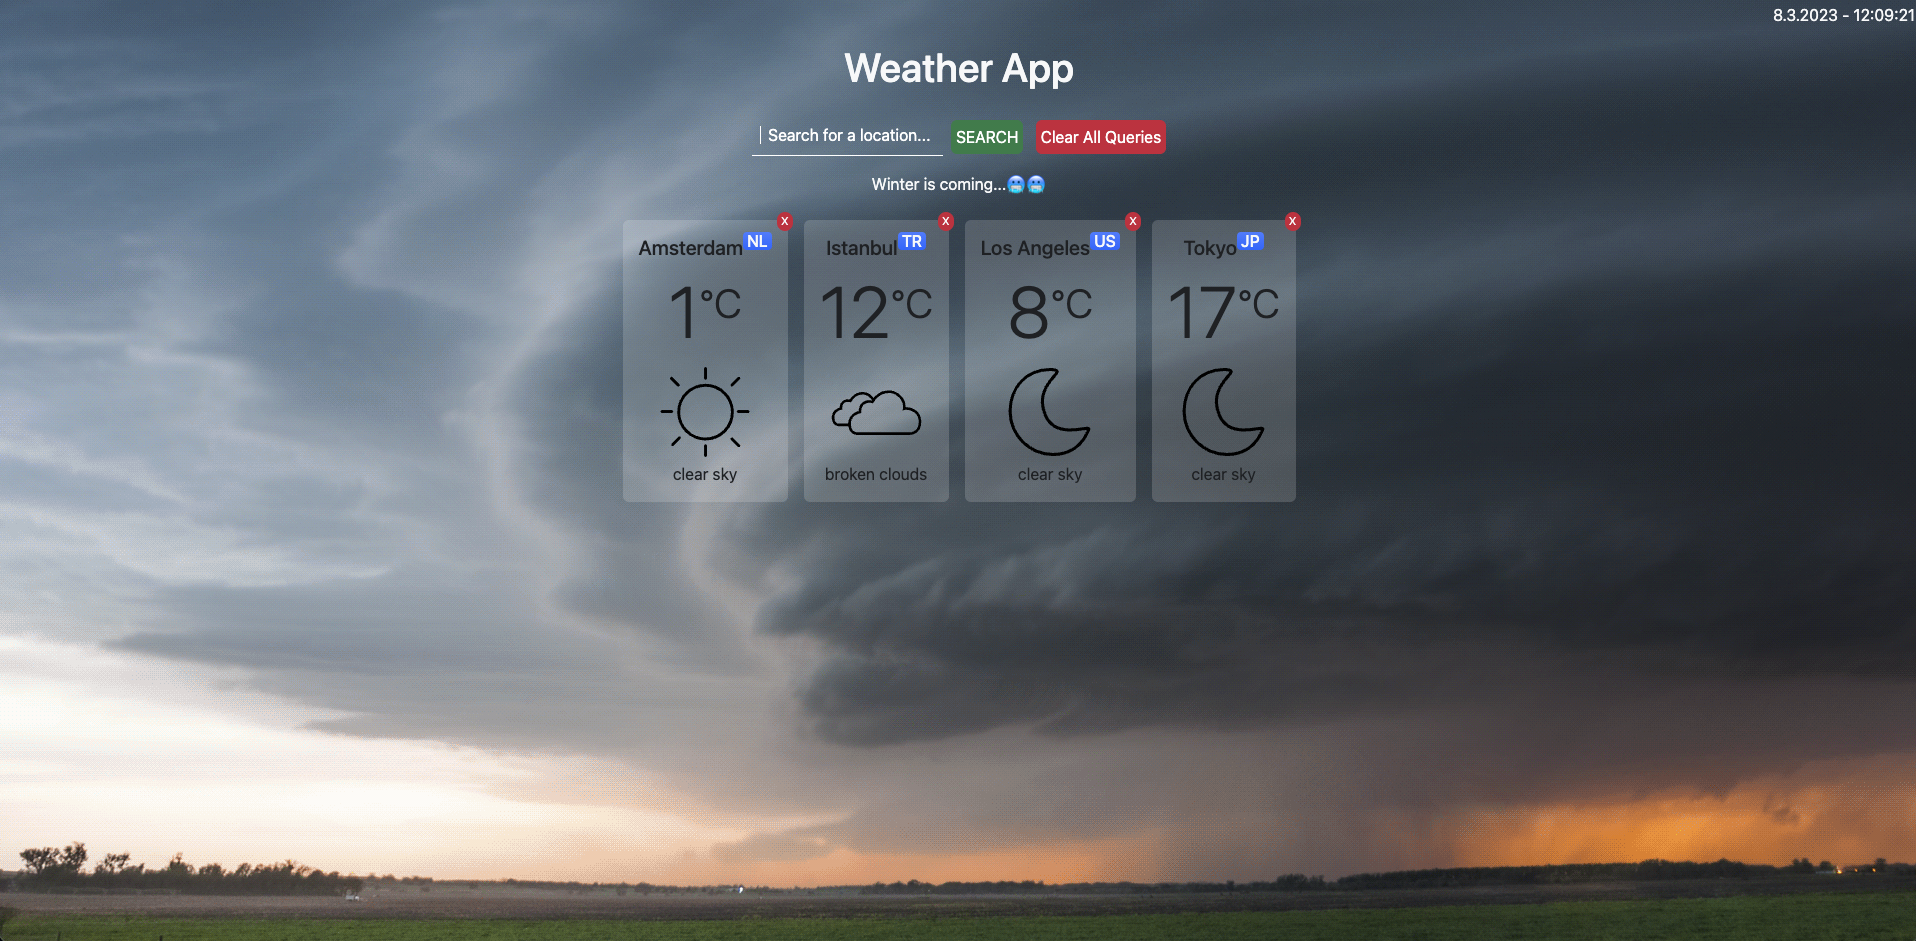 8.3.2023 - 12:09:21
Weather App
Search for a location...
SEARCH
Clear All Queries
Winter is coming...🥶🥶
X
Amsterdam NL
1°C
clear sky
X
Istanbul TR
12°C
broken clouds
X
Los Angeles US
8°C
clear sky
X
Tokyo JP
17°C
clear sky